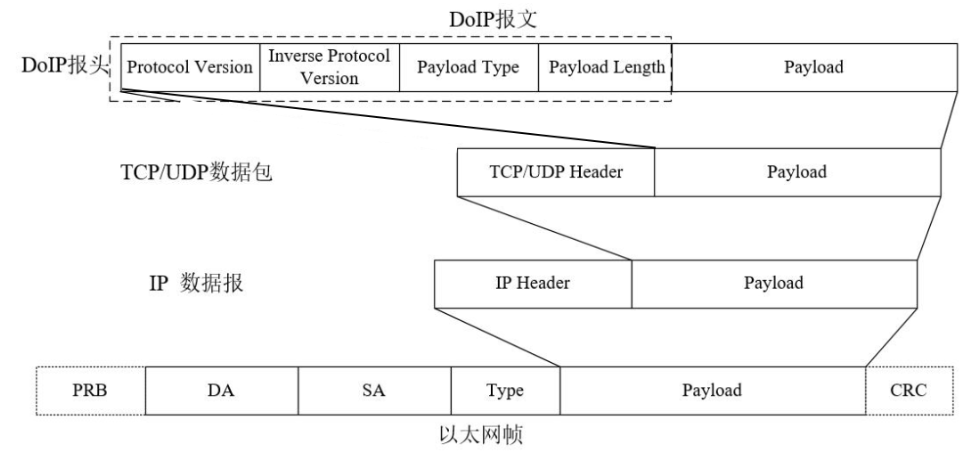 DoIP报文
DoIP报头
Protocol Version
Inverse Protocol
Version
Payload Type
Payload Length
Payload
TCP/UDP数据包
TCP/UDP Header
Payload
IP 数据报
IP Header
Payload
PRB
DA
SA
Type
Payload
CRC
以太网帧